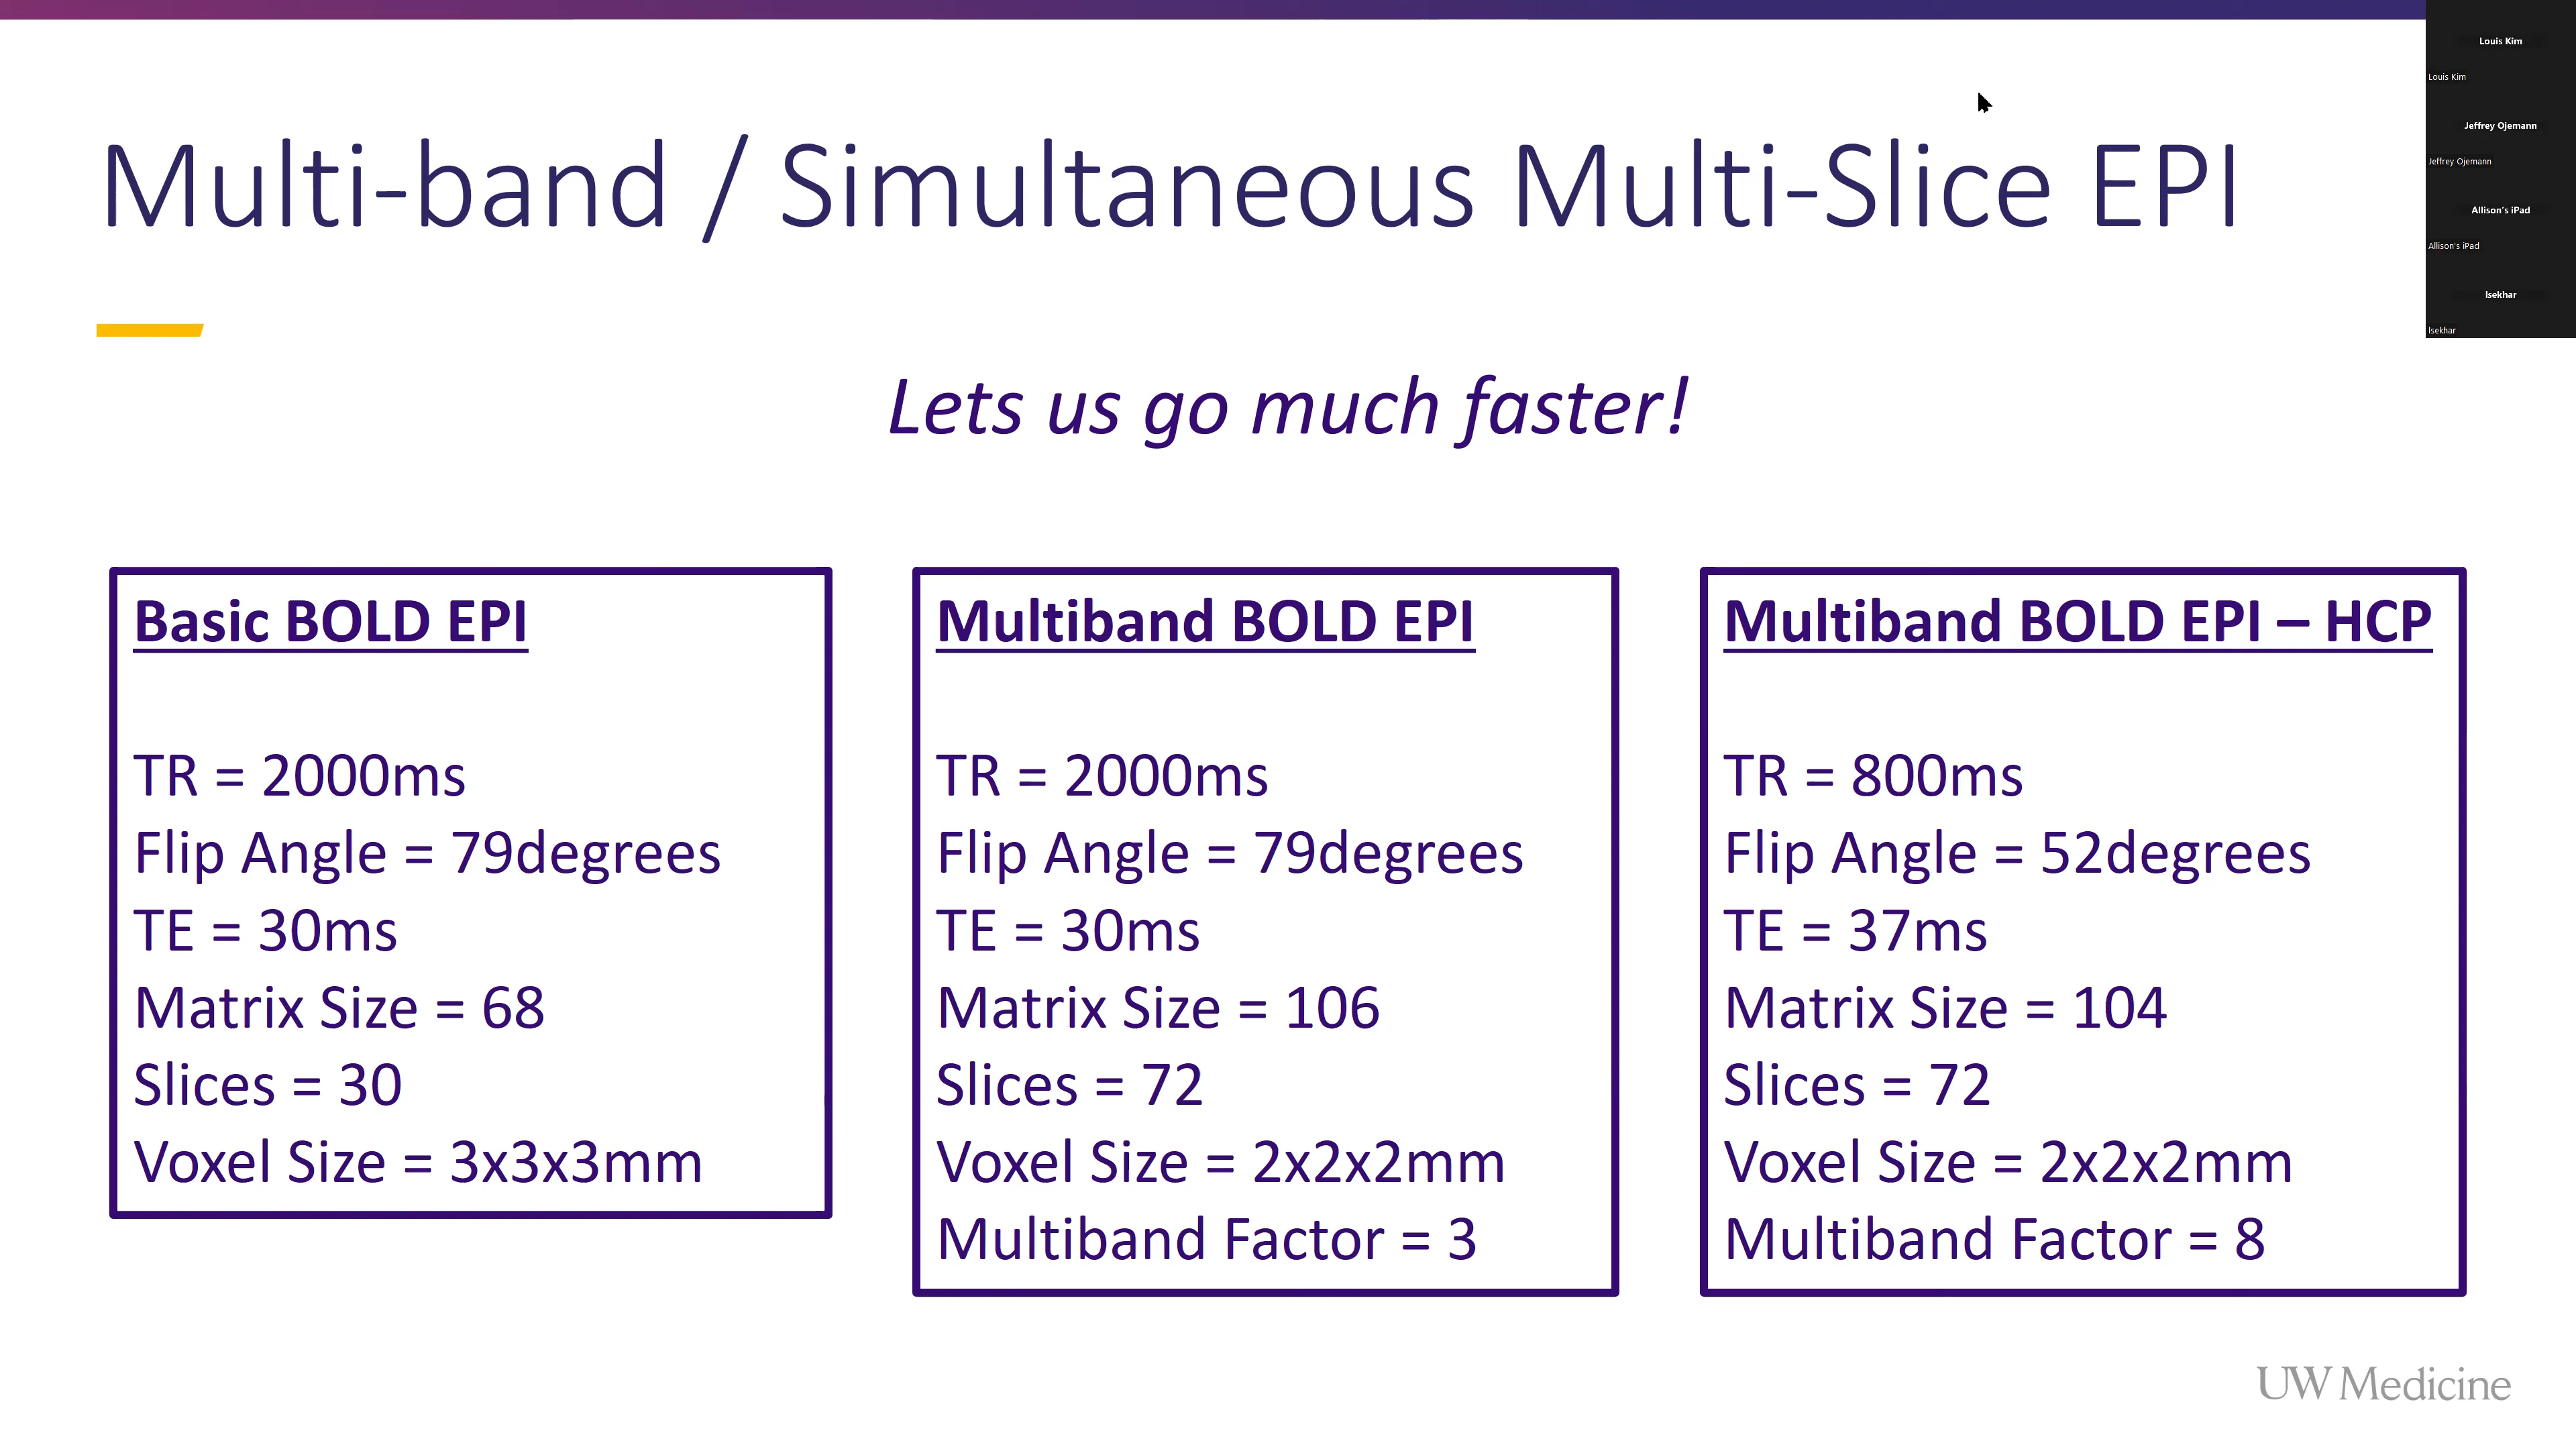 Multi-band / Simultaneous Multi-Slice EPI
Lets us go much faster!
Basic BOLD EPI
TR = 2000ms
Flip Angle = 79degrees
TE = 30ms
Matrix Size = 68
Slices = 30
Voxel Size = 3x3x3mm
Multiband BOLD EPI
TR = 2000ms
Flip Angle = 79degrees
TE = 30ms
Matrix Size = 106
Slices = 72
Voxel Size = 2x2x2mm
Multiband Factor = 3
Multiband BOLD EPI – HCP
TR = 800ms
Flip Angle = 52degrees
TE = 37ms
Matrix Size = 104
Slices = 72
Voxel Size = 2x2x2mm
Multiband Factor = 8
UW Medicine
Louis Kim
Louis Kim
Jeffrey Ojemann
Jeffrey Ojemann
Allison's iPad
Allison's iPad
lsekhar
lsekhar